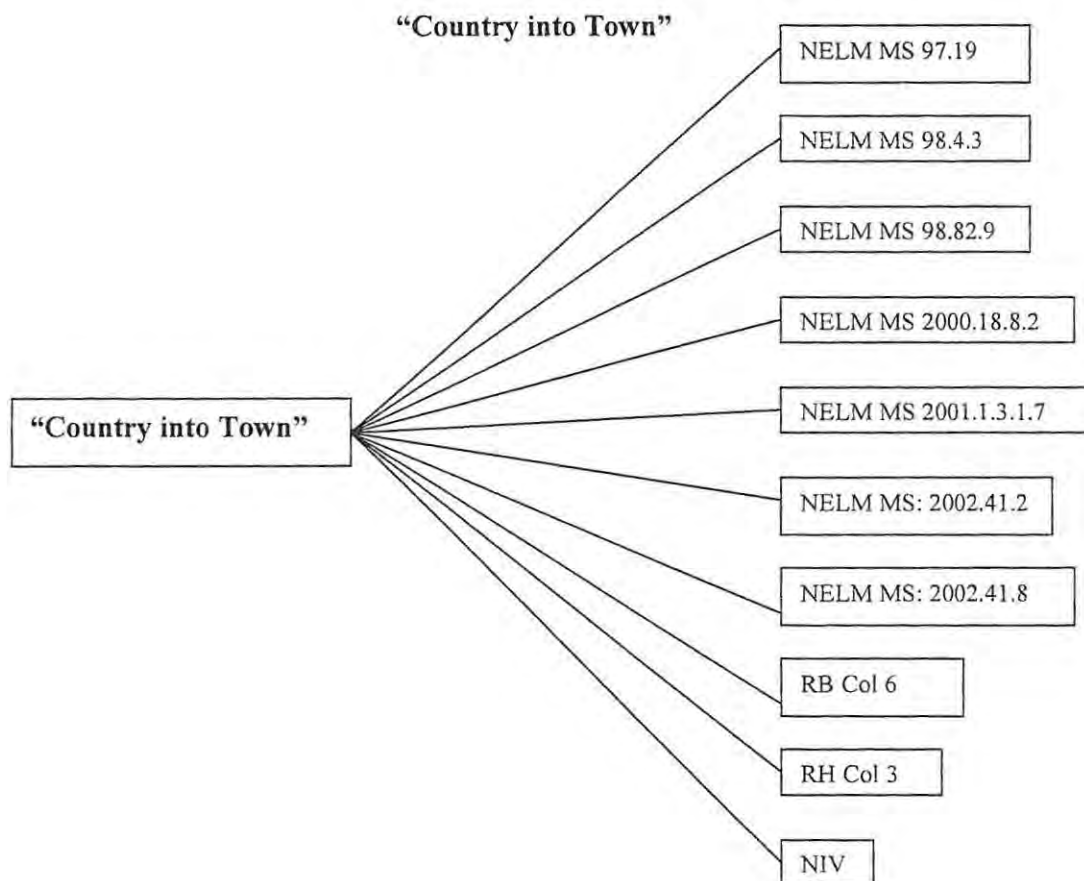 “Country into Town”
NELM MS 97.19
NELM MS 98.4.3
NELM MS 98.82.9
NELM MS 2000.18.8.2
“Country into Town”
NELM MS 2001.1.3.1.7
NELM MS: 2002.41.2
NELM MS: 2002.41.8
RB Col 6
RH Col 3
NIV